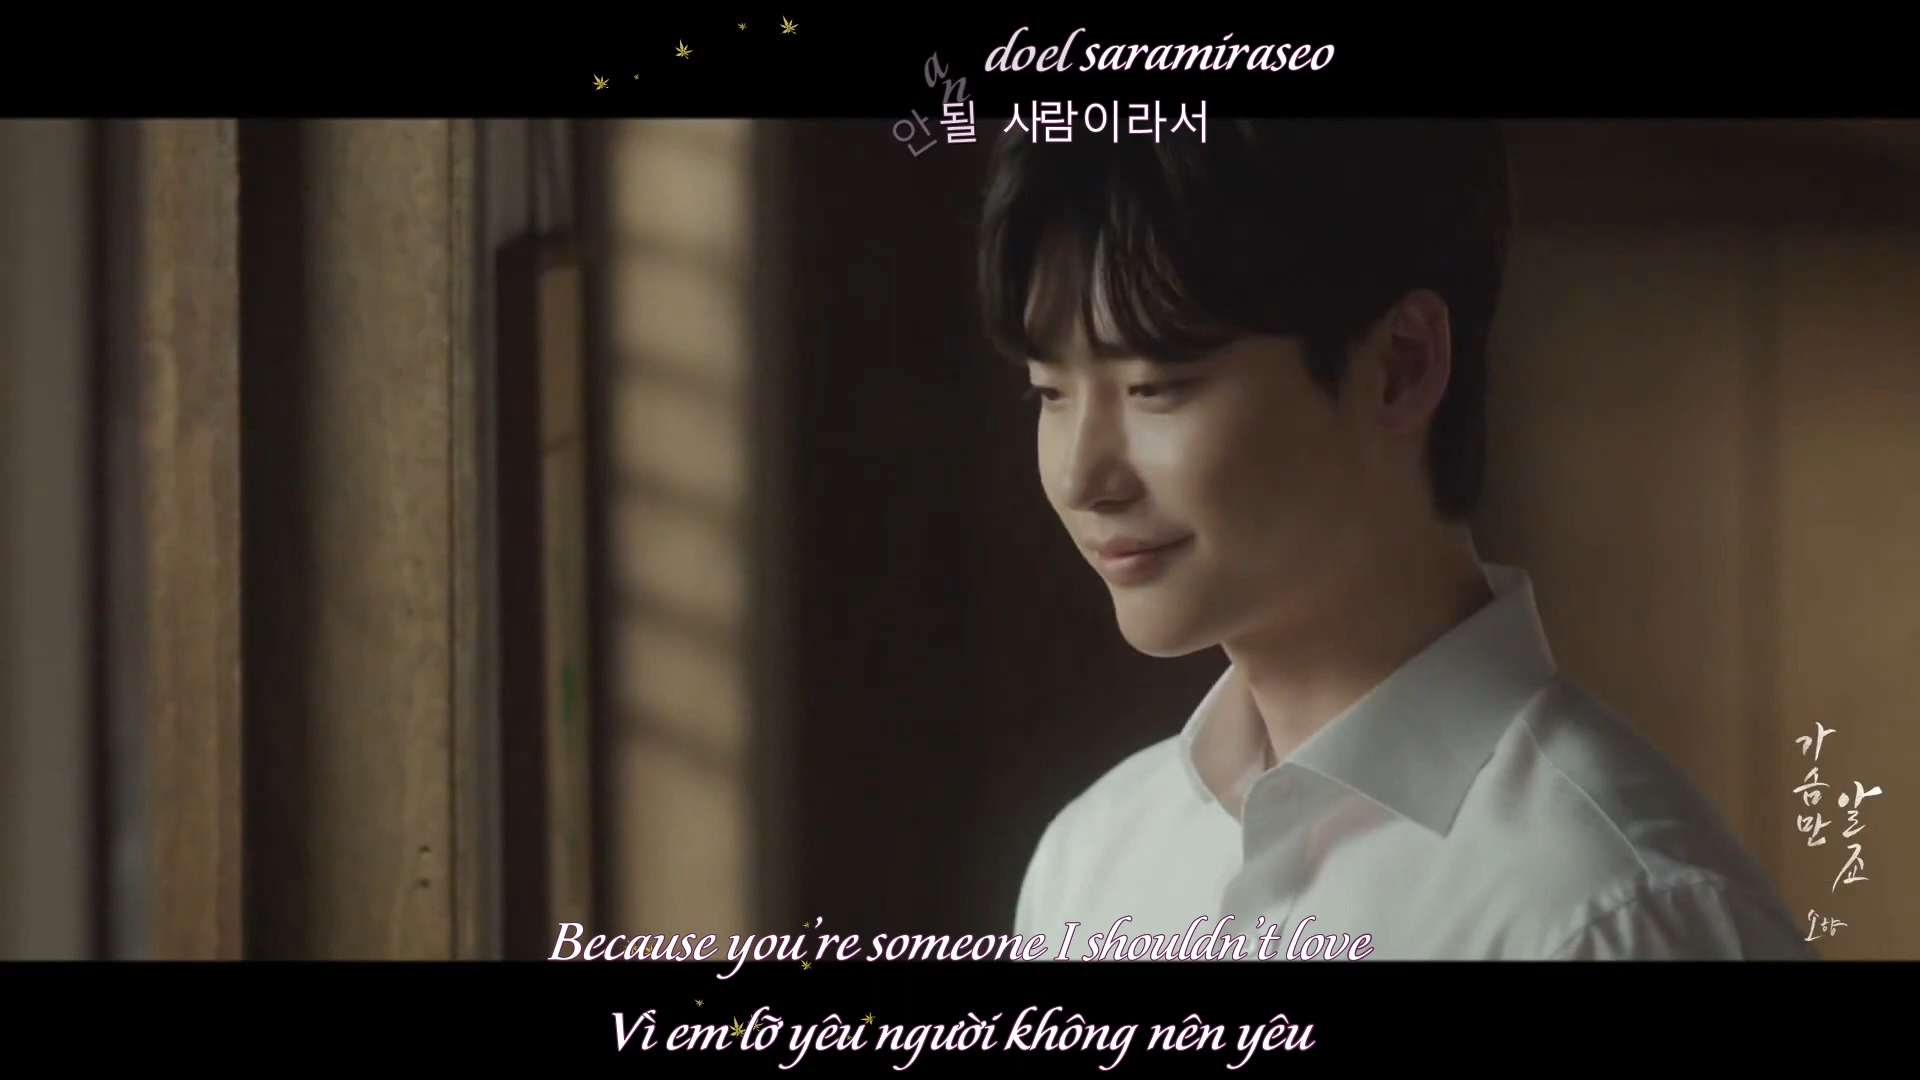 an doel saramiraseo
안될 사람이라서
가슴만
알죠
소향
Because you're someone I shouldn't love
Vì em lỡ yêu người không nên yêu